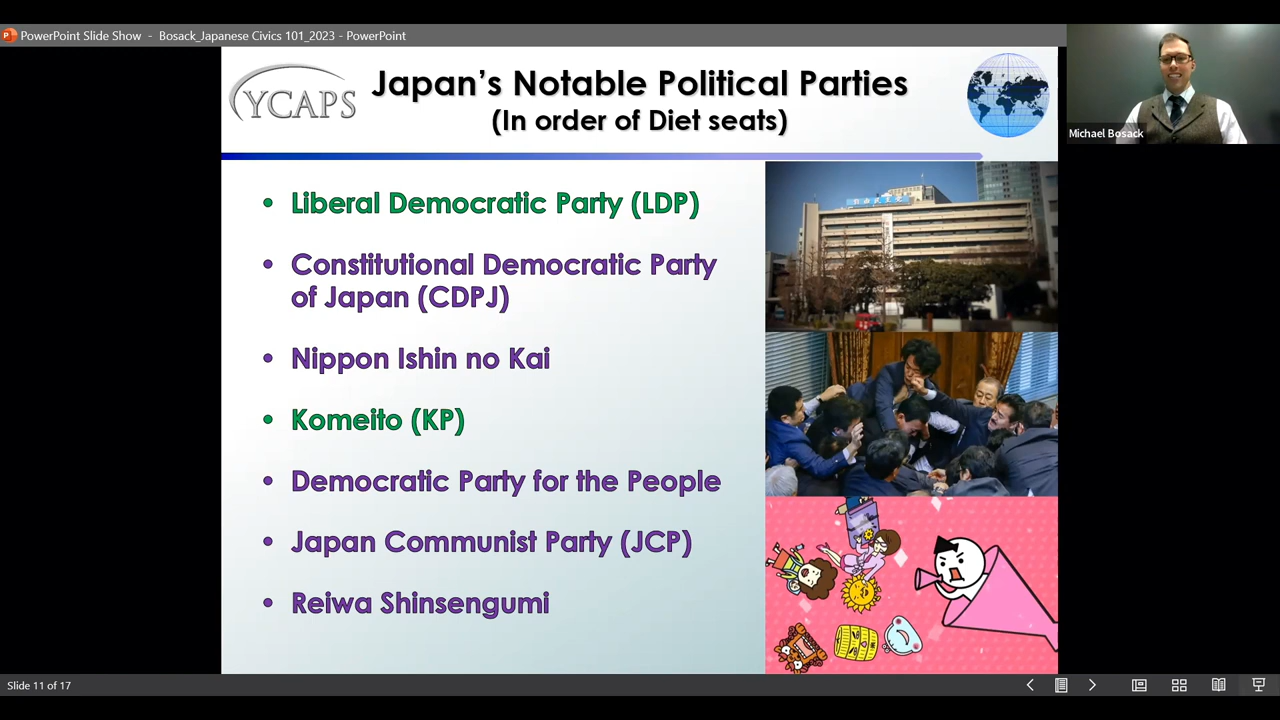 PowerPoint Slide Show - Bosack_Japanese Civics 101_2023 - PowerPoint
YCAPS
Japan's Notable Political Parties
(In order of Diet seats)
Michael Bosack
• Liberal Democratic Party (LDP)
• Constitutional Democratic Party
of Japan (CDPJ)
• Nippon Ishin no Kai
• Komeito (KP)
• Democratic Party for the People
• Japan Communist Party (JCP)
• Reiwa Shinsengumi
Slide 11 of 17